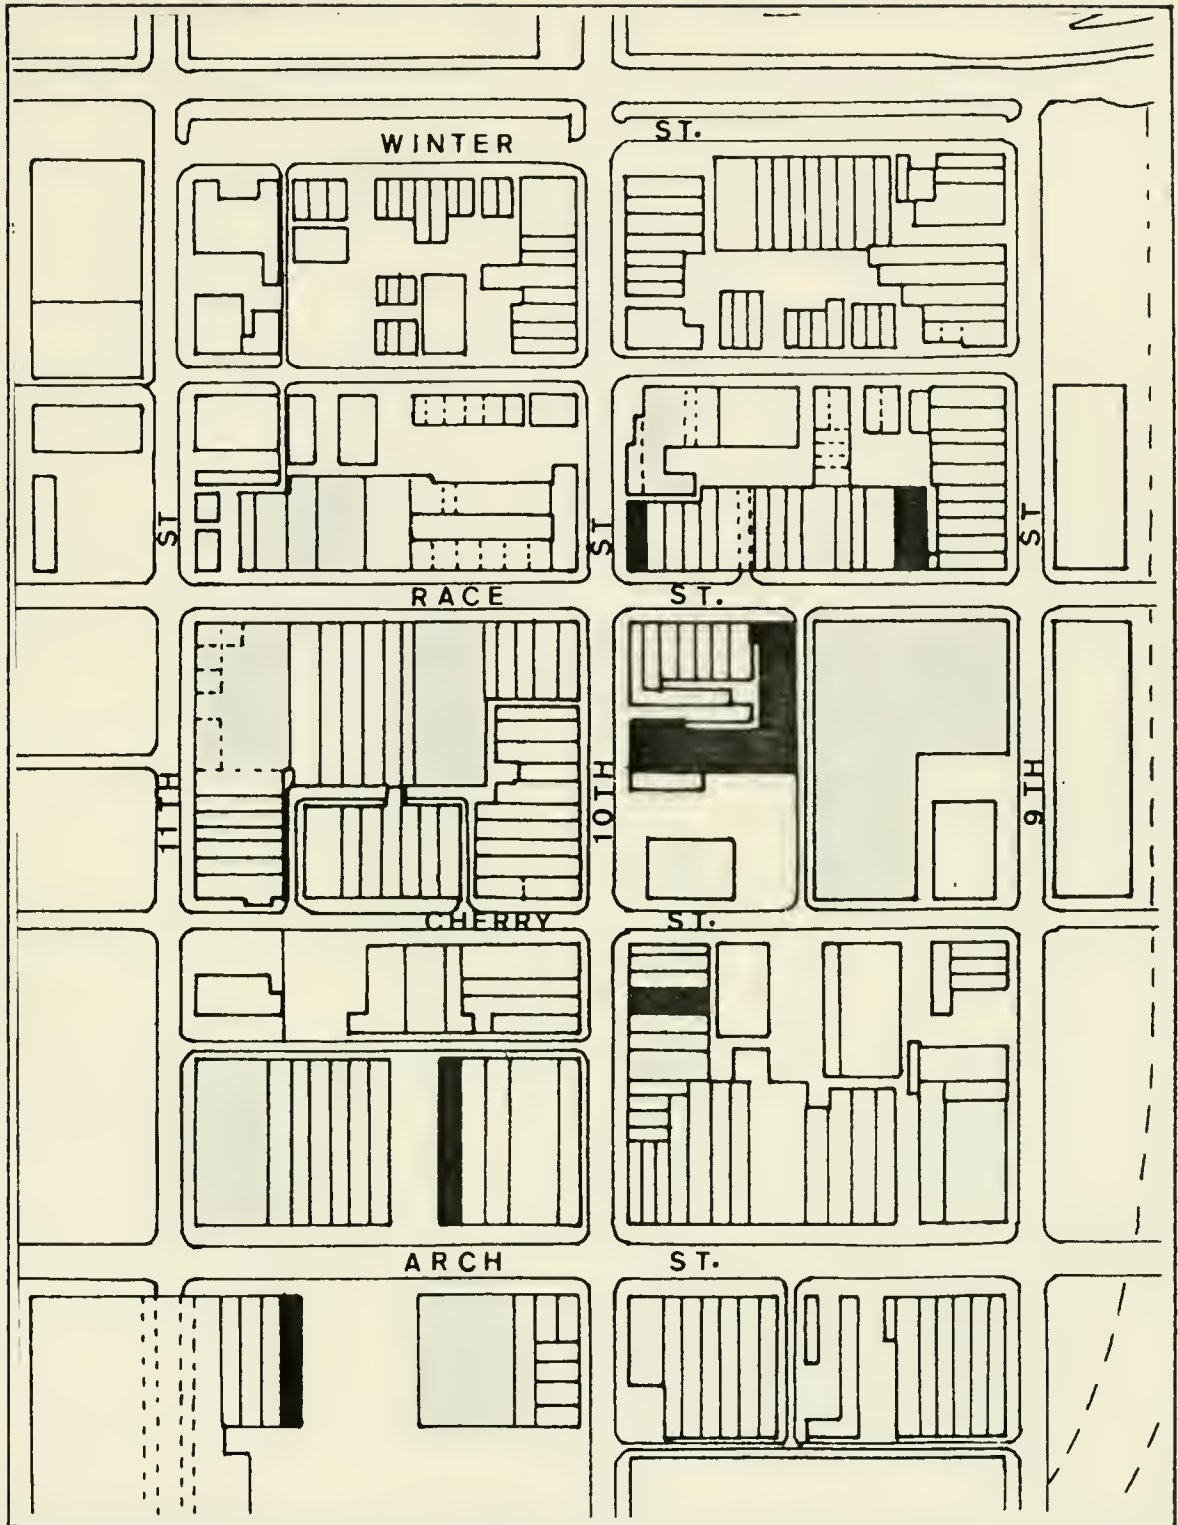 WINTER ST.
ST ST ST
RACE ST.
11TH 10TH 9TH
CHERRY ST.
ARCH ST.